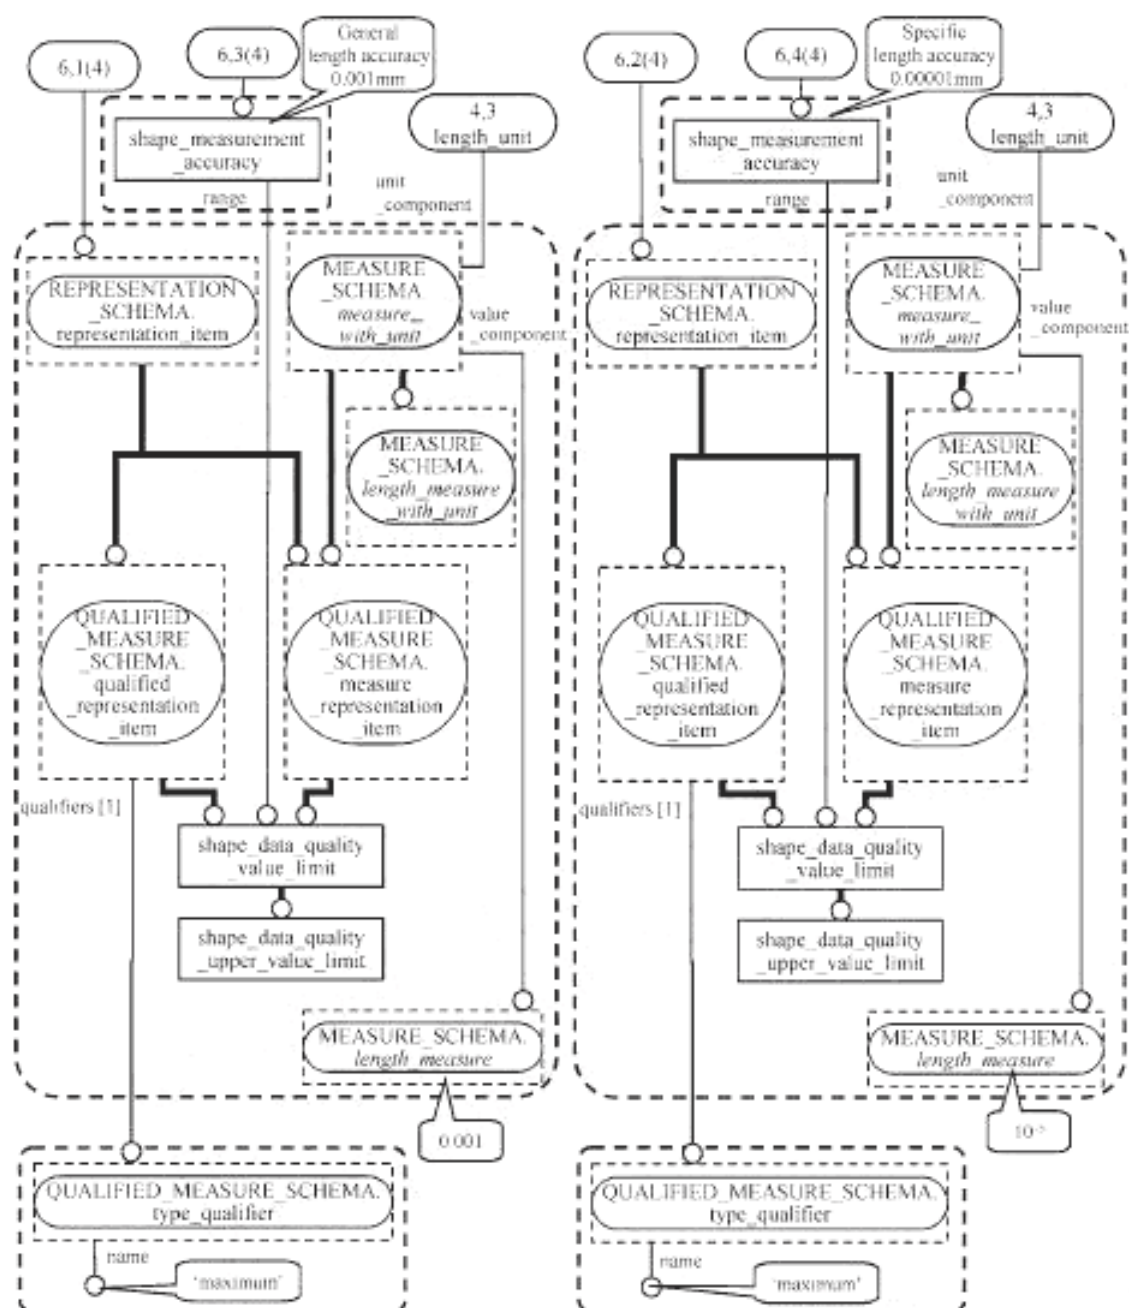 6,1(4)
6,3(4)
General
length accuracy
0.001mm
4,3
length_unit
shape_measurement
_accuracy
range
unit
_component
REPRESENTATION
_SCHEMA.
representation_item
MEASURE
_SCHEMA.
measure_
with_unit
value
_component
MEASURE
_SCHEMA.
length_measure
_with_unit
QUALIFIED
_MEASURE
_SCHEMA.
qualified
_representation
_item
QUALIFIED
_MEASURE
_SCHEMA.
measure
_representation
_item
qualifiers [1]
shape_data_quality
_value_limit
shape_data_quality
_upper_value_limit
MEASURE_SCHEMA.
length_measure
0.001
QUALIFIED_MEASURE_SCHEMA.
type_qualifier
name
'maximum'
6,2(4)
6,4(4)
Specific
length accuracy
0.00001mm
4,3
length_unit
shape_measurement
_accuracy
range
unit
_component
REPRESENTATION
_SCHEMA.
representation_item
MEASURE
_SCHEMA.
measure_
with_unit
value
_component
MEASURE
_SCHEMA.
length_measure
with_unit
QUALIFIED
_MEASURE
_SCHEMA.
qualified
_representation
_item
QUALIFIED
_MEASURE
_SCHEMA.
measure
_representation
_item
qualifiers [1]
shape_data_quality
_value_limit
shape_data_quality
_upper_value_limit
MEASURE_SCHEMA.
length_measure
10⁻⁵
QUALIFIED_MEASURE_SCHEMA.
type_qualifier
name
'maximum'